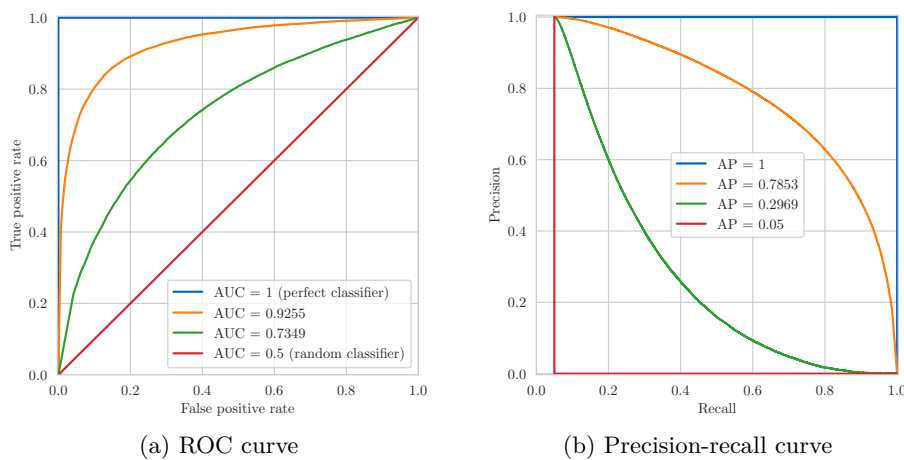 1.0
0.8
0.6
0.4
0.2
0.0
True positive rate
AUC = 1 (perfect classifier)
AUC = 0.9255
AUC = 0.7349
AUC = 0.5 (random classifier)
0.0 0.2 0.4 0.6 0.8 1.0
False positive rate
(a) ROC curve
1.0
0.8
0.6
0.4
0.2
0.0
Precision
AP = 1
AP = 0.7853
AP = 0.2969
AP = 0.05
0.0 0.2 0.4 0.6 0.8 1.0
Recall
(b) Precision-recall curve